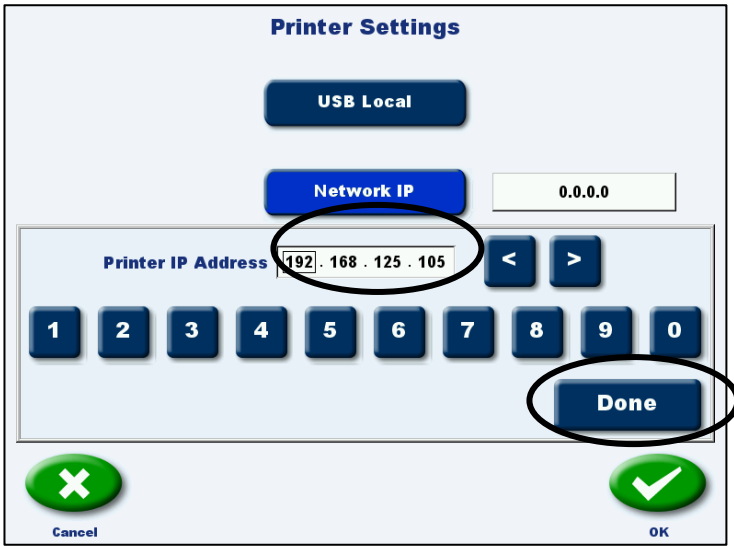 Printer Settings
USB Local
Network IP 0.0.0.0
Printer IP Address 192 . 168 . 125 . 105 < >
1 2 3 4 5 6 7 8 9 0
Done
Cancel OK